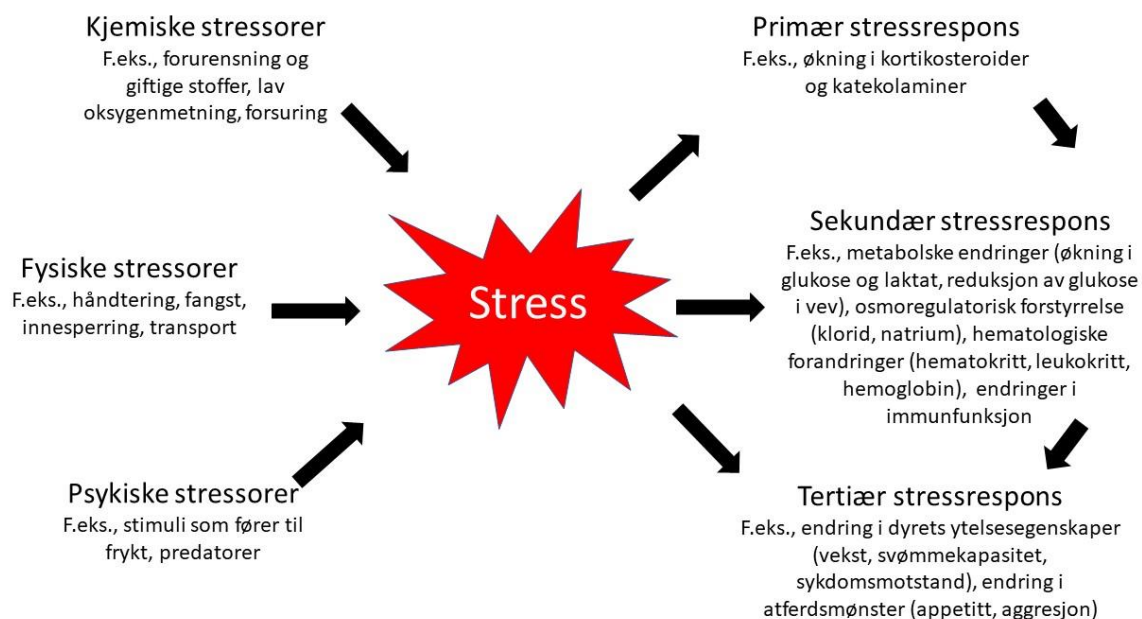 Kjemiske stressorer
F.eks., forurensning og
giftige stoffer, lav
oksygenmetning, forsuring
Fysiske stressorer
F.eks., håndtering, fangst,
innesperring, transport
Psykiske stressorer
F.eks., stimuli som fører til
frykt, predatorer
Stress
Primær stressrespons
F.eks., økning i kortikosteroider
og katekolaminer
Sekundær stressrespons
F.eks., metabolske endringer (økning i
glukose og laktat, reduksjon av glukose
i vev), osmoregulatorisk forstyrrelse
(klorid, natrium), hematologiske
forandringer (hematokritt, leukokritt,
hemoglobin), endringer i
immunfunksjon
Tertiær stressrespons
F.eks., endring i dyrets ytelsesegenskaper
(vekst, svømmekapasitet,
sykdomsmotstand), endring i
atferdsmønster (appetitt, aggresjon)